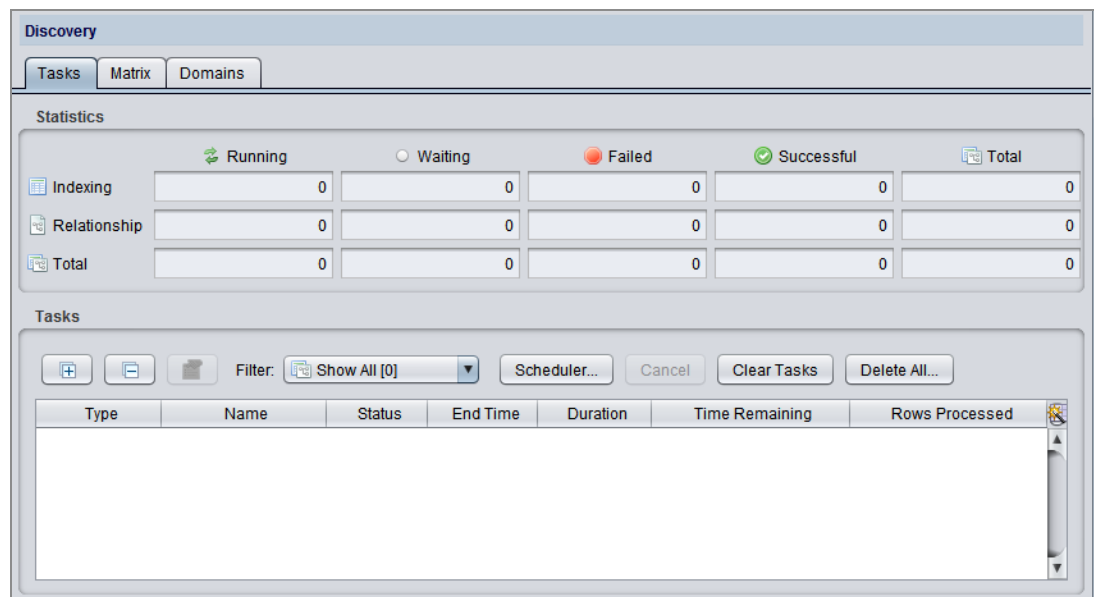 Discovery
Tasks Matrix Domains
Statistics
Running Waiting Failed Successful Total
Indexing 0 0 0 0 0
Relationship 0 0 0 0 0
Total 0 0 0 0 0
Tasks
Filter: Show All [0] Scheduler... Cancel Clear Tasks Delete All...
Type Name Status End Time Duration Time Remaining Rows Processed